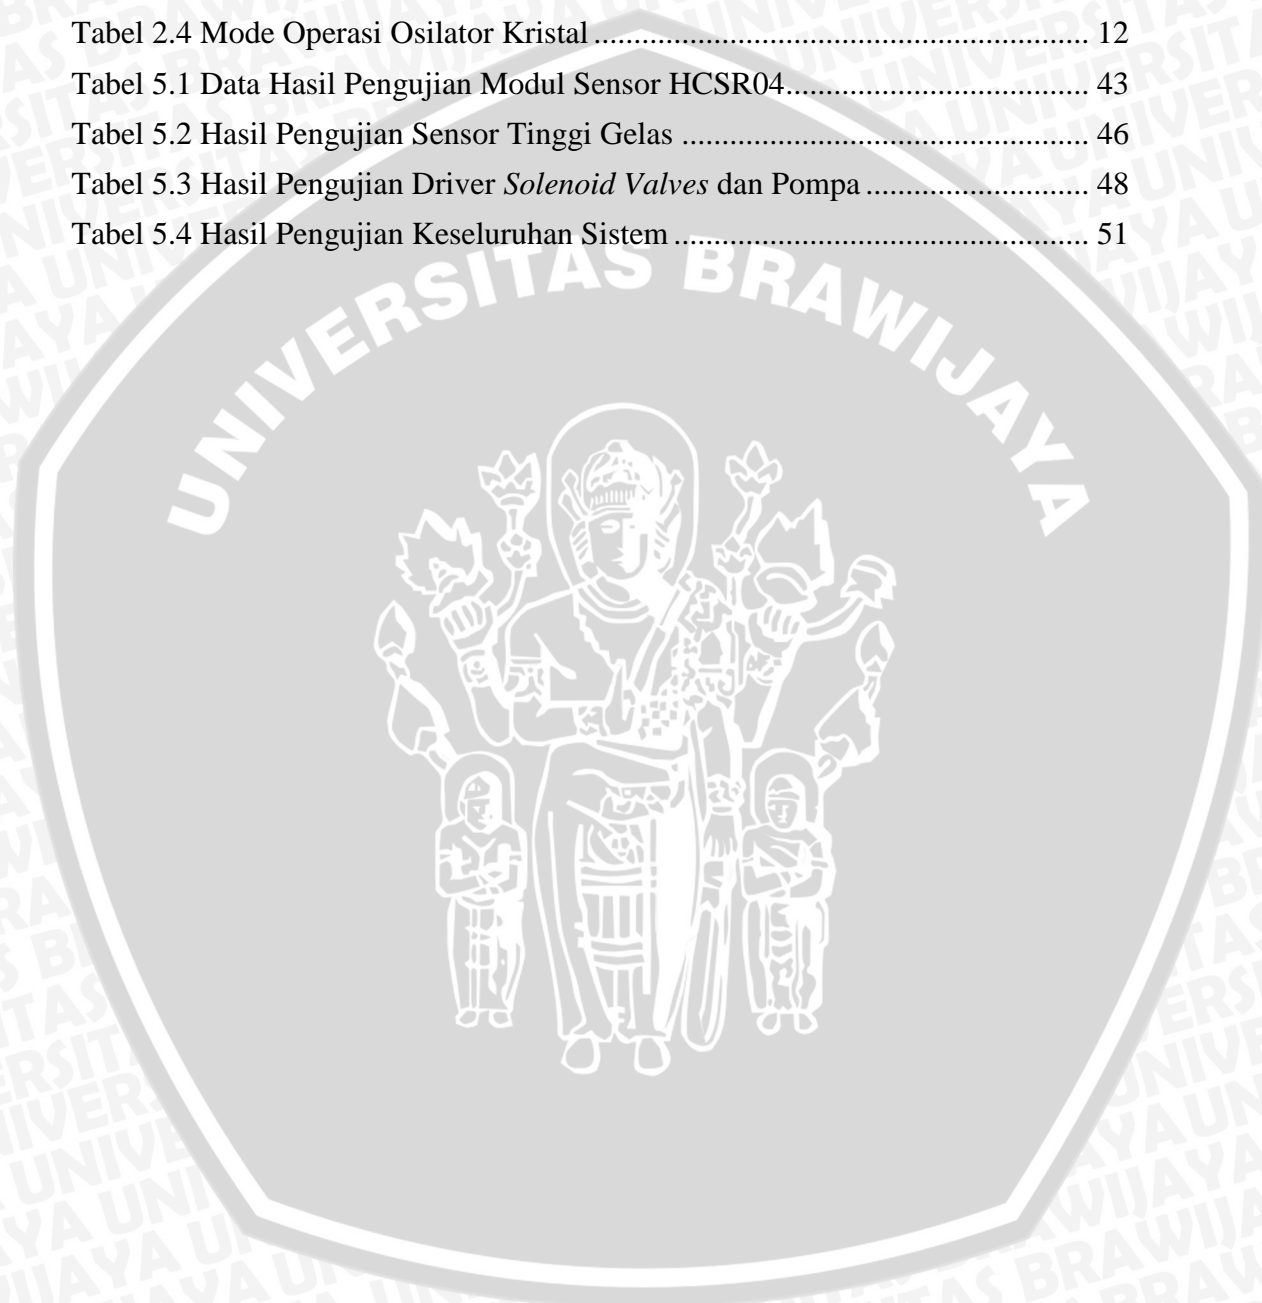 Tabel 2.4 Mode Operasi Osilator Kristal .............................................................. 12
Tabel 5.1 Data Hasil Pengujian Modul Sensor HCSR04...................................... 43
Tabel 5.2 Hasil Pengujian Sensor Tinggi Gelas ................................................... 46
Tabel 5.3 Hasil Pengujian Driver Solenoid Valves dan Pompa ............................ 48
Tabel 5.4 Hasil Pengujian Keseluruhan Sistem .................................................... 51
UNIVERSITAS BRAWIJAYA